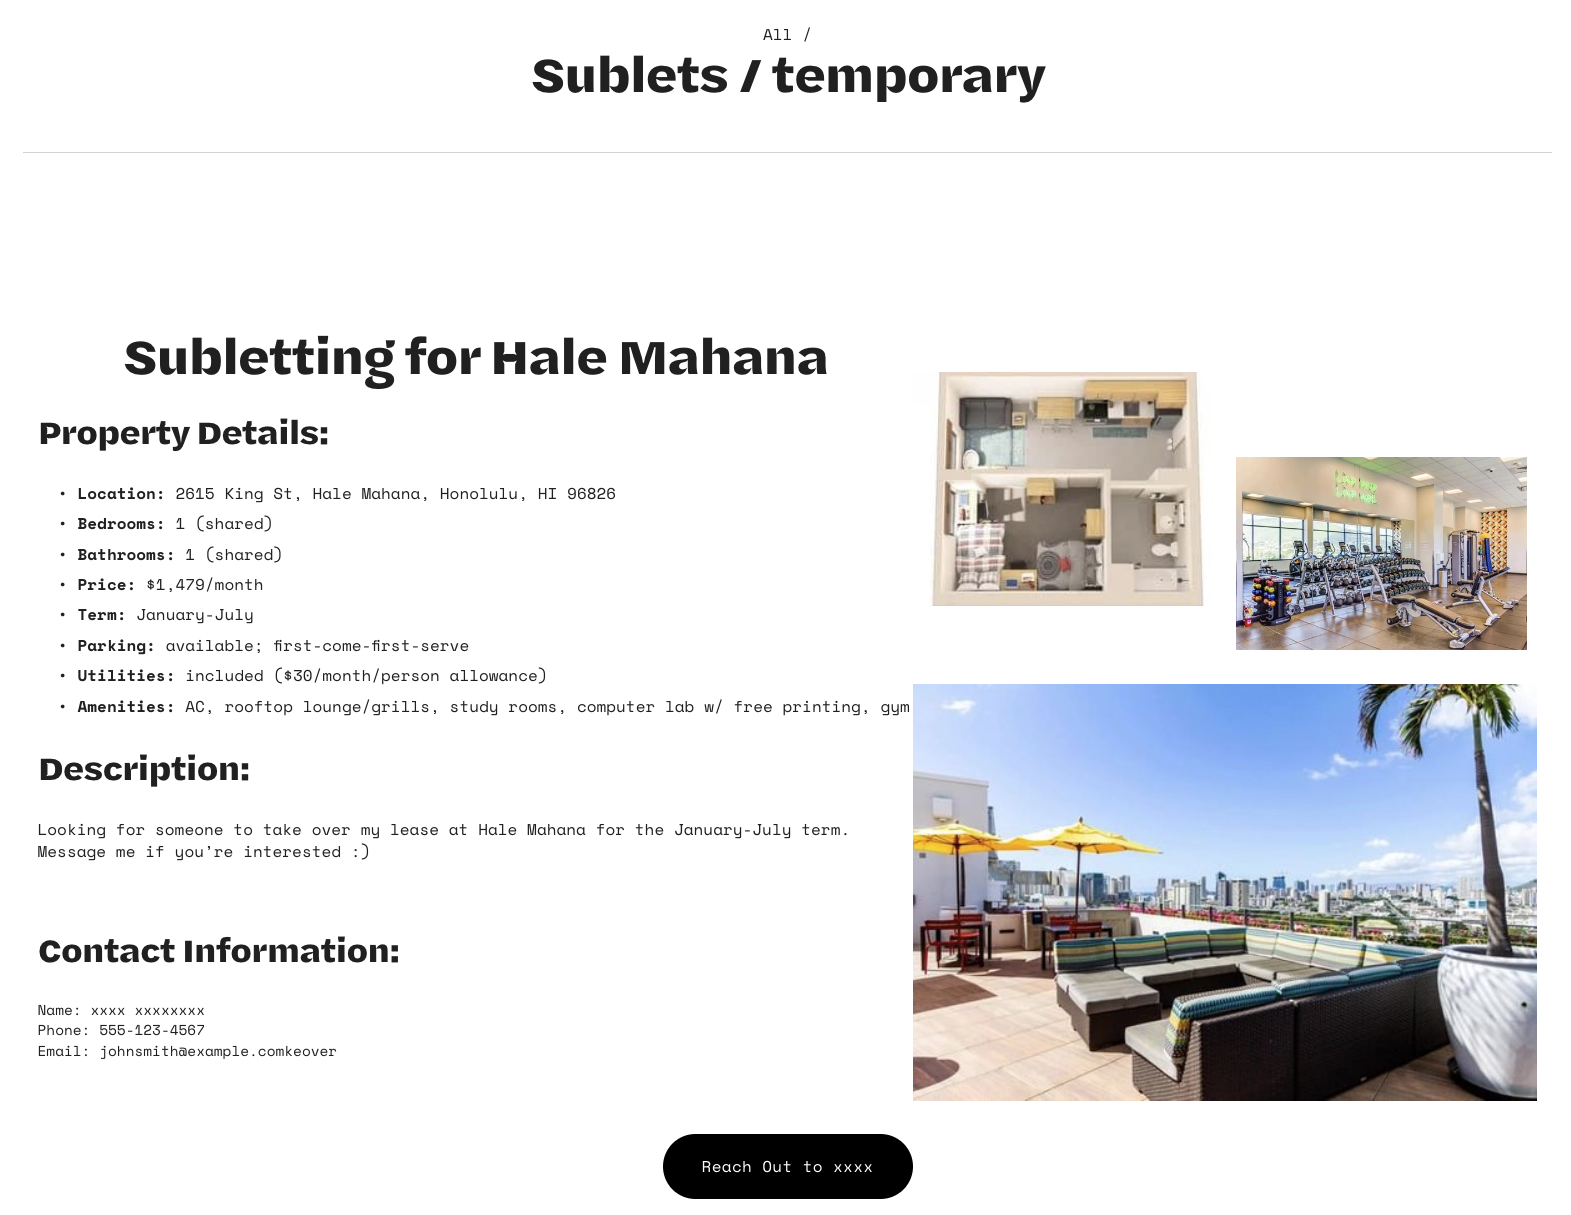 All /
Sublets / temporary
Subletting for Hale Mahana
Property Details:
• Location: 2615 King St, Hale Mahana, Honolulu, HI 96826
• Bedrooms: 1 (shared)
• Bathrooms: 1 (shared)
• Price: $1,479/month
• Term: January-July
• Parking: available; first-come-first-serve
• Utilities: included ($30/month/person allowance)
• Amenities: AC, rooftop lounge/grills, study rooms, computer lab w/ free printing, gym
Description:
Looking for someone to take over my lease at Hale Mahana for the January-July term.
Message me if you’re interested :)
Contact Information:
Name: xxxx xxxxxxxx
Phone: 555-123-4567
Email: johnsmith@example.comkeover
Reach Out to xxxx